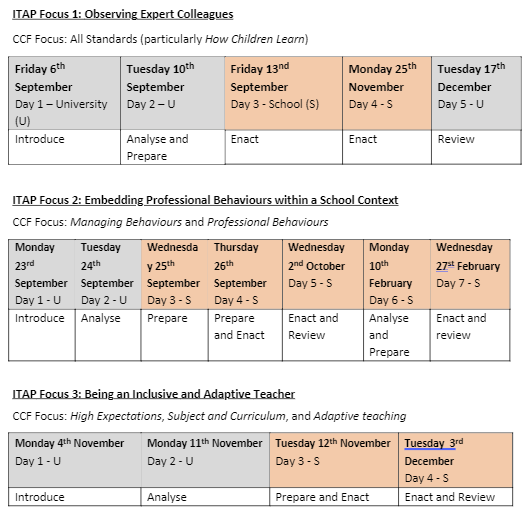 ITAP Focus 1: Observing Expert Colleagues
CCF Focus: All Standards (particularly How Children Learn)
Friday 6th
September
Day 1 – University
(U)
Tuesday 10th
September
Day 2 – U
Friday 13nd
September
Day 3 - School (S)
Monday 25th
November
Day 4 - S
Tuesday 17th
December
Day 5 - U
Introduce
Analyse and
Prepare
Enact
Enact
Review
ITAP Focus 2: Embedding Professional Behaviours within a School Context
CCF Focus: Managing Behaviours and Professional Behaviours
Monday
23rd
September
Day 1 - U
Tuesday
24th
September
Day 2 - U
Wednesda
y 25th
September
Day 3 - S
Thursday
26th
September
Day 4 - S
Wednesday
2nd October
Day 5 - S
Monday
10th
February
Day 6 - S
Wednesday
27st February
Day 7 - S
Introduce
Analyse
Prepare
Prepare
and Enact
Enact and
Review
Analyse
and
Prepare
Enact and
review
ITAP Focus 3: Being an Inclusive and Adaptive Teacher
CCF Focus: High Expectations, Subject and Curriculum, and Adaptive teaching
Monday 4th November
Day 1 - U
Monday 11th November
Day 2 - U
Tuesday 12th November
Day 3 - S
Tuesday 3rd
December
Day 4 - S
Introduce
Analyse
Prepare and Enact
Enact and Review